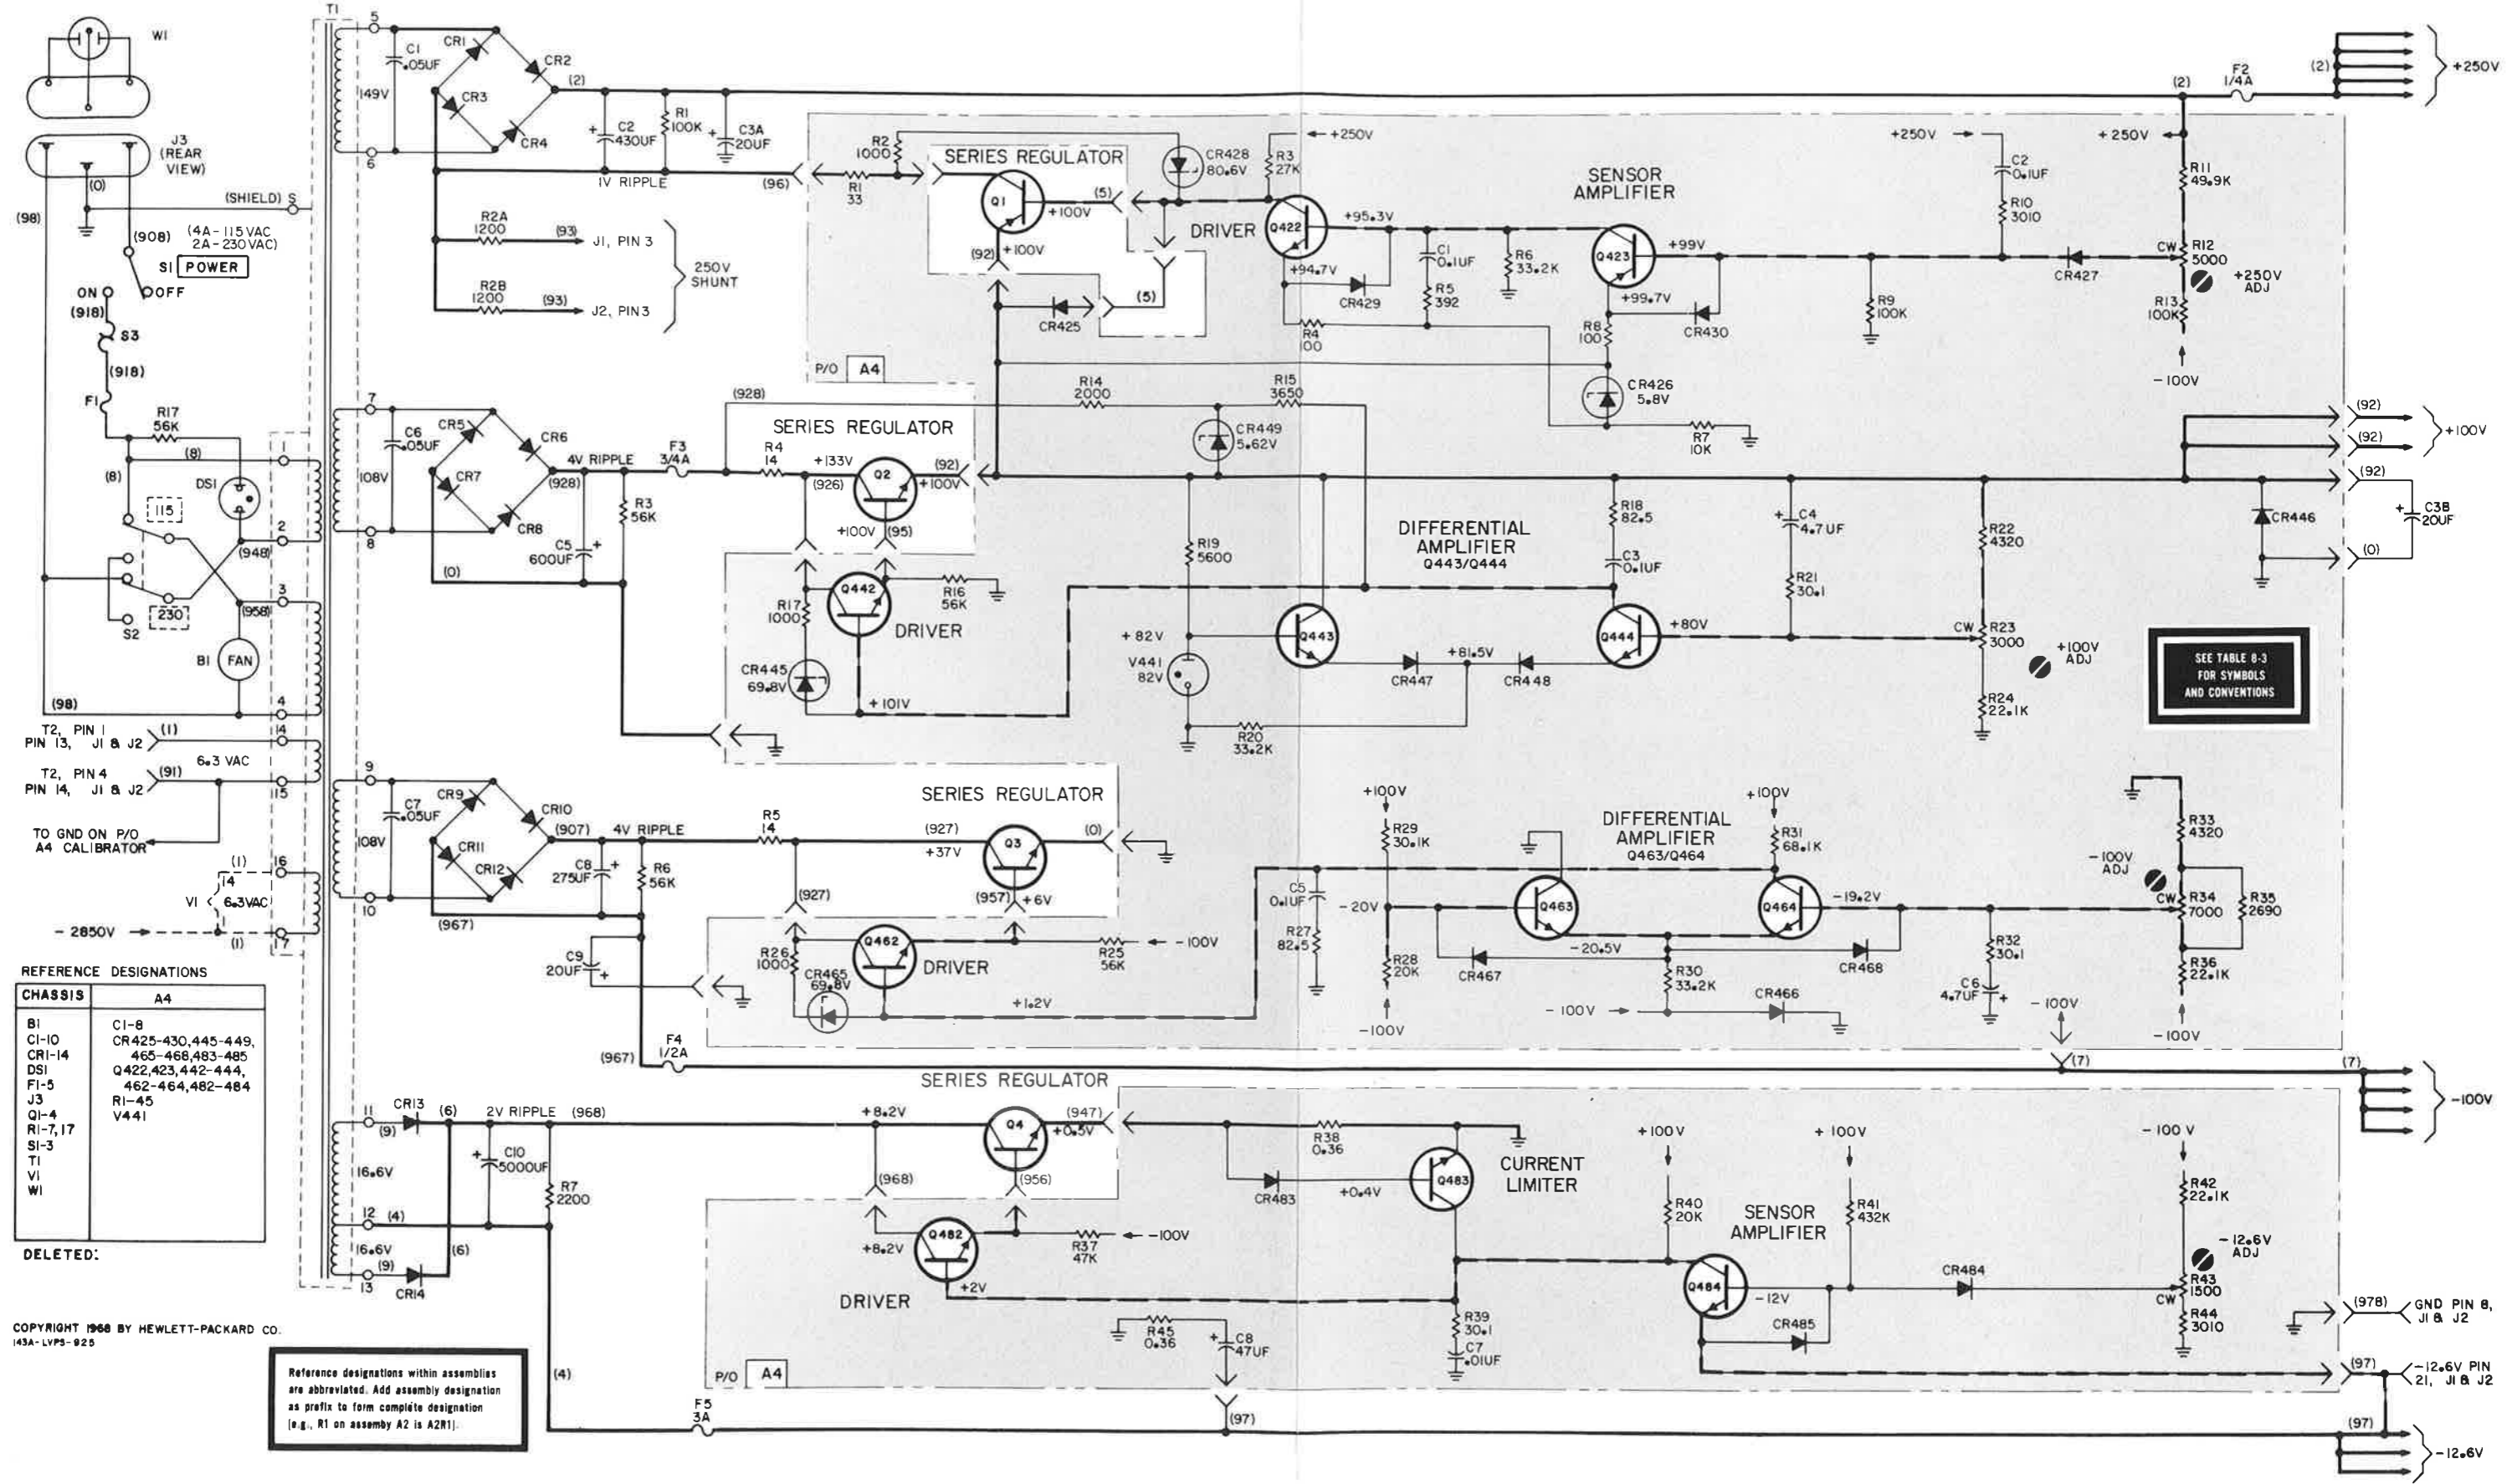 T1
W1
J3
(REAR
VIEW)
(0)
(98)
(SHIELD) S
(908)
(4A-115VAC
2A-230VAC)
S1 POWER
ON
OFF
(918)
S3
(918)
F1
R17
56K
(8)
(8)
DS1
115
230
S2
(948)
(958)
B1
FAN
(98)
1
2
3
4
T2, PIN 1
PIN 13, J1 & J2
(1)
14
6.3 VAC
T2, PIN 4
PIN 14, J1 & J2
(91)
15
TO GND ON P/O
A4 CALIBRATOR
(1)
16
14
V1
6.3VAC
-2850V
(1)
17
REFERENCE DESIGNATIONS
CHASSIS
A4
B1
C1-10
CR1-14
DS1
F1-5
J3
Q1-4
R1-7,17
S1-3
T1
V1
W1
C1-8
CR425-430,445-449,
465-468,483-485
Q422,423,442-444,
462-464,482-484
R1-45
V441
DELETED:
COPYRIGHT 1968 BY HEWLETT-PACKARD CO.
143A-LVPS-925
Reference designations within assemblies
are abbreviated. Add assembly designation
as prefix to form complete designation
(e.g., R1 on assemby A2 is A2R1).
5
149V
6
C1
.05UF
CR1
CR2
CR3
CR4
(2)
C2
430UF
R1
100K
C3A
20UF
1V RIPPLE
(96)
R2A
1200
(93)
J1, PIN 3
R2B
1200
(93)
J2, PIN 3
250V
SHUNT
R2
1000
R1
33
SERIES REGULATOR
Q1
+100V
(5)
(92)
+100V
CR425
(5)
CR428
80.6V
R3
27K
+250V
DRIVER
Q422
+95.3V
+94.7V
CR429
R4
100
C1
0.1UF
R5
392
R6
33.2K
SENSOR
AMPLIFIER
Q423
+99V
+99.7V
R8
100
CR430
CR426
5.8V
R7
10K
R9
100K
+250V
C2
0.1UF
R10
3010
CR427
+250V
R11
49.9K
CW
R12
5000
+250V
ADJ
R13
100K
-100V
(2)
F2
1/4A
(2)
+250V
P/O A4
7
108V
8
C6
.05UF
CR5
CR6
CR7
CR8
(0)
4V RIPPLE
(928)
C5
600UF
R3
56K
F3
3/4A
(928)
SERIES REGULATOR
R4
14
+133V
(926)
Q2
(92)
+100V
+100V
(95)
R14
2000
R15
3650
CR449
5.62V
Q442
R17
1000
R16
56K
DRIVER
CR445
69.8V
+101V
R19
5600
+82V
V441
82V
R20
33.2K
DIFFERENTIAL
AMPLIFIER
Q443/Q444
Q443
Q444
CR447
+81.5V
CR448
R18
82.5
C3
0.1UF
+80V
C4
4.7UF
R21
30.1
R22
4320
CW
R23
3000
+100V
ADJ
R24
22.1K
(92)
(92)
+100V
(92)
CR446
C3B
20UF
(0)
SEE TABLE 8-3
FOR SYMBOLS
AND CONVENTIONS
9
108V
10
C7
.05UF
CR9
CR10
CR11
CR12
(907)
4V RIPPLE
C8
275UF
R6
56K
(967)
C9
20UF
R5
14
SERIES REGULATOR
(927)
+37V
Q3
(0)
(927)
(957)
+6V
R26
1000
CR465
69.8V
Q462
DRIVER
R25
56K
-100V
+1.2V
C5
0.1UF
R27
82.5
+100V
R29
30.1K
-20V
R28
20K
-100V
CR467
Q463
-20.5V
DIFFERENTIAL
AMPLIFIER
Q463/Q464
+100V
R31
68.1K
Q464
-19.2V
CR468
R30
33.2K
-100V
CR466
R32
30.1
C6
4.7UF
-100V
R33
4320
-100V
ADJ
CW
R34
7000
R35
2690
R36
22.1K
-100V
(967)
F4
1/2A
(7)
(7)
-100V
11
CR13
(9)
(6)
16.6V
12
(4)
16.6V
(9)
13
CR14
(6)
2V RIPPLE
(968)
C10
5000UF
R7
2200
SERIES REGULATOR
+8.2V
Q4
(947)
+0.5V
(968)
(956)
Q482
+8.2V
+2V
R37
47K
-100V
DRIVER
R38
0.36
CR483
+0.4V
Q483
CURRENT
LIMITER
R45
0.36
C8
47UF
R39
30.1
C7
.01UF
+100V
R40
20K
SENSOR
AMPLIFIER
+100V
R41
432K
Q484
-12V
CR484
CR485
-100V
R42
22.1K
-12.6V
ADJ
R43
1500
CW
R44
3010
(978)
GND PIN 8,
J1 & J2
(97)
-12.6V PIN
21, J1 & J2
P/O A4
(4)
F5
3A
(97)
(97)
-12.6V